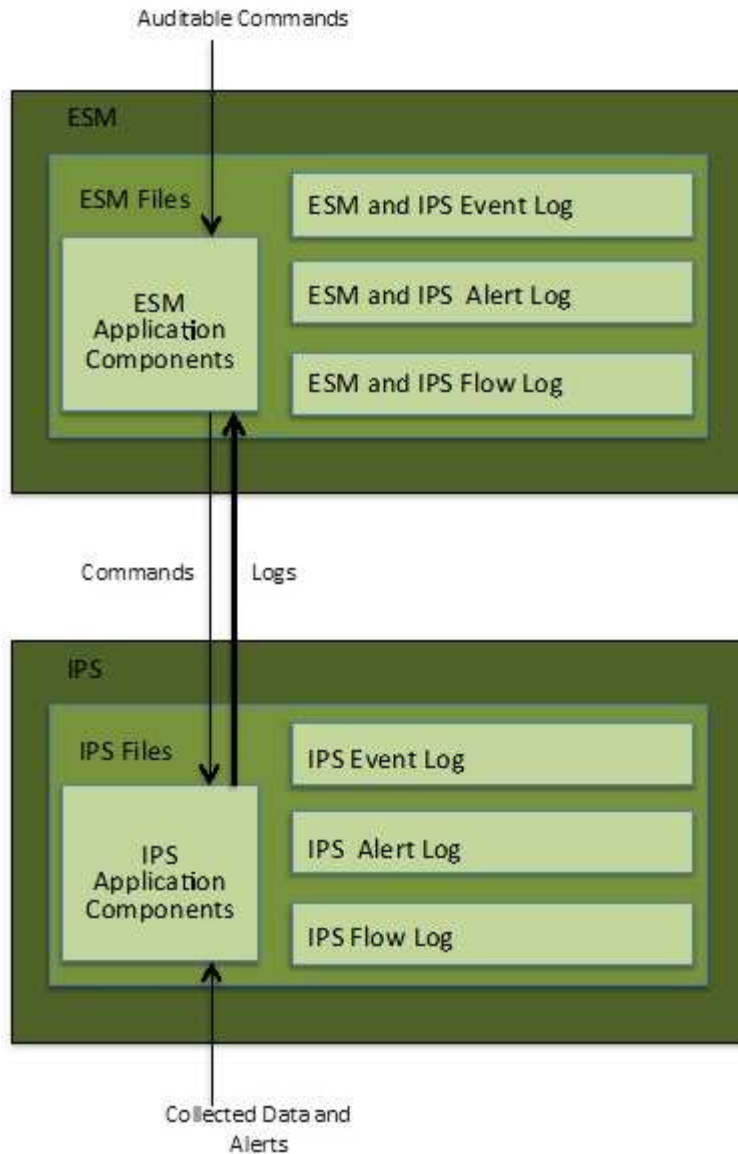 Auditable Commands
ESM
ESM Files
ESM and IPS Event Log
ESM
Application
Components
ESM and IPS Alert Log
ESM and IPS Flow Log
Commands
Logs
IPS
IPS Files
IPS Event Log
IPS
Application
Components
IPS Alert Log
IPS Flow Log
Collected Data and
Alerts